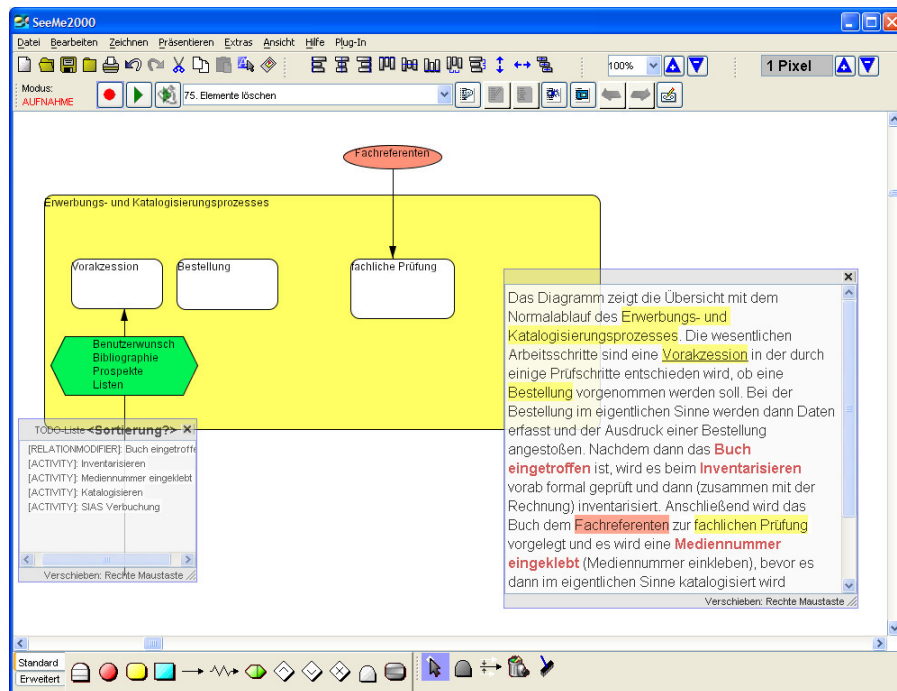 SeeMe2000
Datei Bearbeiten Zeichnen Präsentieren Extras Ansicht Hilfe Plug-In
100%
1 Pixel
Modus:
AUFNAHME
75. Elemente löschen
Fachreferenten
Erwerbungs- und Katalogisierungsprozesses
Vorakzession
Bestellung
fachliche Prüfung
Benutzerwunsch
Bibliographie
Prospekte
Listen
TODO-Liste <Sortierung?>
[RELATIONMODIFIER]: Buch eingetroffe
[ACTIVITY]: Inventarisieren
[ACTIVITY]: Mediennummer eingeklebt
[ACTIVITY]: Katalogisieren
[ACTIVITY]: SIAS Verbuchung
Verschieben: Rechte Maustaste
Das Diagramm zeigt die Übersicht mit dem
Normalablauf des Erwerbungs- und
Katalogisierungsprozesses. Die wesentlichen
Arbeitsschritte sind eine Vorakzession in der durch
einige Prüfschritte entschieden wird, ob eine
Bestellung vorgenommen werden soll. Bei der
Bestellung im eigentlichen Sinne werden dann Daten
erfasst und der Ausdruck einer Bestellung
angestoßen. Nachdem dann das Buch
eingetroffen ist, wird es beim Inventarisieren
vorab formal geprüft und dann (zusammen mit der
Rechnung) inventarisiert. Anschließend wird das
Buch dem Fachreferenten zur fachlichen Prüfung
vorgelegt und es wird eine Mediennummer
eingeklebt (Mediennummer einkleben), bevor es
dann im eigentlichen Sinne katalogisiert wird
Verschieben: Rechte Maustaste
Standard
Erweitert